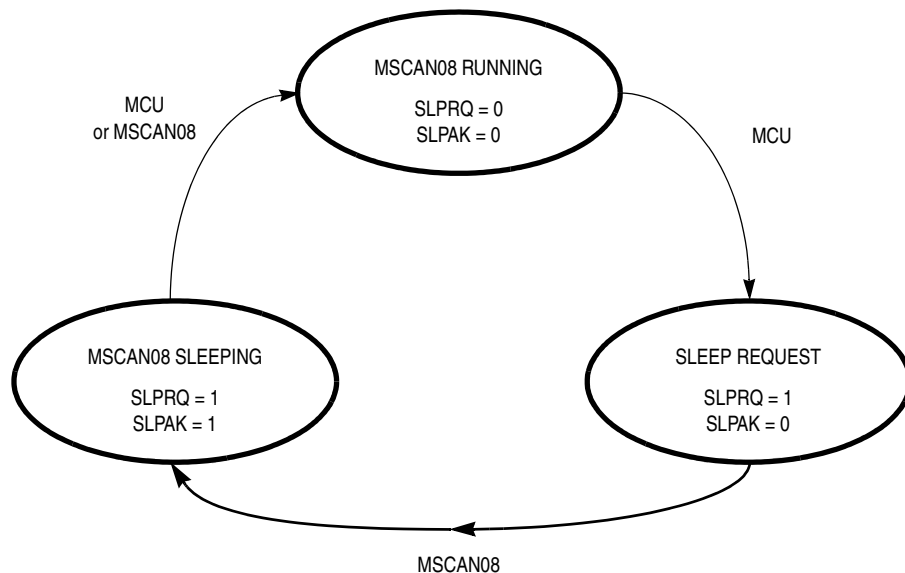 MSCAN08 RUNNING
SLPRQ = 0
SLPAK = 0
MCU
or MSCAN08
MCU
MSCAN08 SLEEPING
SLPRQ = 1
SLPAK = 1
SLEEP REQUEST
SLPRQ = 1
SLPAK = 0
MSCAN08